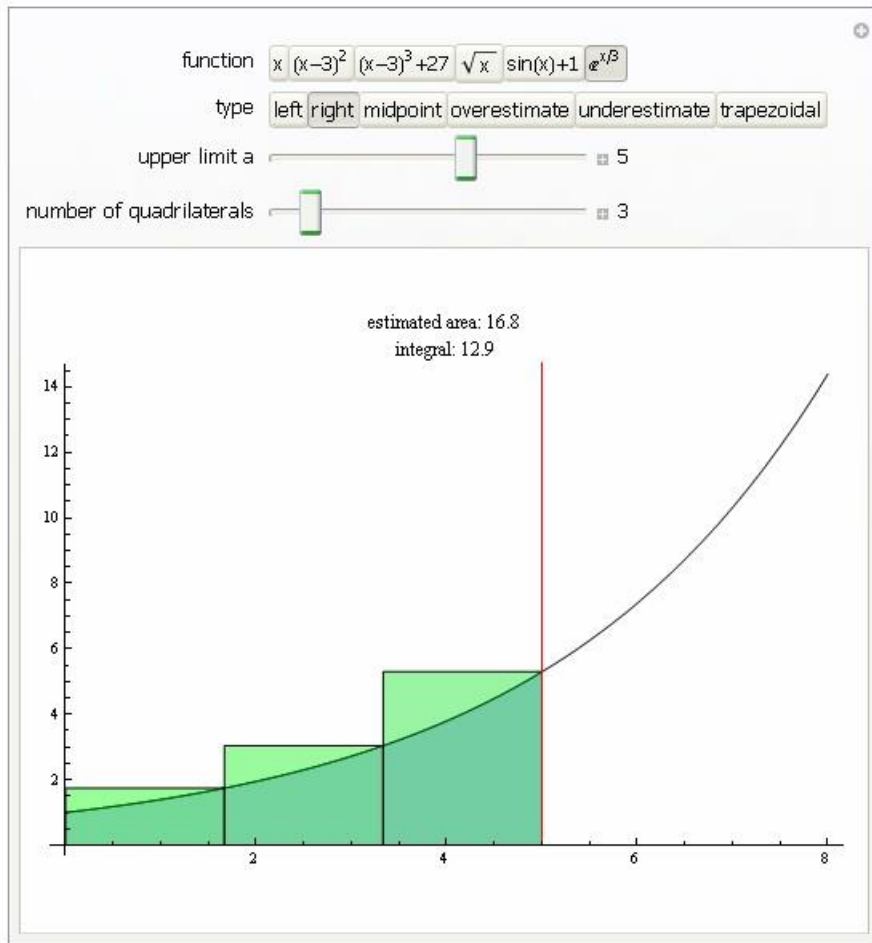 function x (x−3)² (x−3)³+27 √x sin(x)+1 ⅇ^(x/3)
type left right midpoint overestimate underestimate trapezoidal
upper limit a 5
number of quadrilaterals 3
estimated area: 16.8
integral: 12.9
14
12
10
8
6
4
2
2 4 6 8